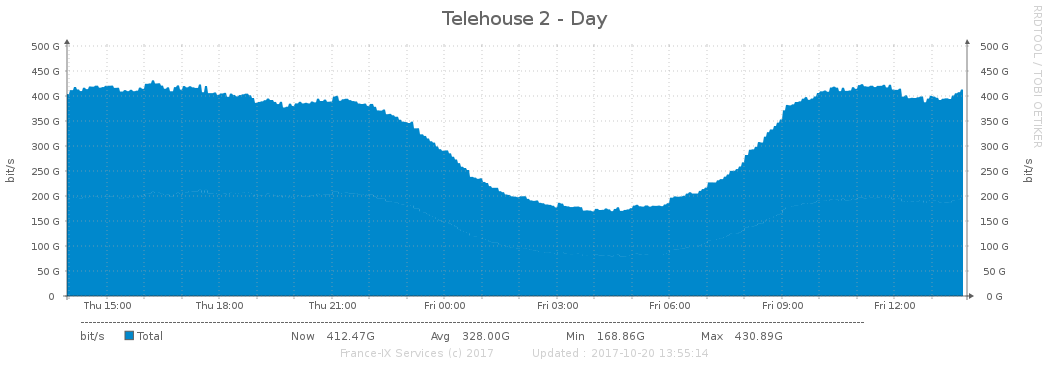 Telehouse 2 - Day
RRDTOOL / TOBI OETIKER
500 G 500 G
450 G 450 G
400 G 400 G
350 G 350 G
300 G 300 G
250 G 250 G
200 G 200 G
150 G 150 G
100 G 100 G
50 G 50 G
0 0 G
bit/s bit/s
Thu 15:00 Thu 18:00 Thu 21:00 Fri 00:00 Fri 03:00 Fri 06:00 Fri 09:00 Fri 12:00
bit/s Total Now 412.47G Avg 328.00G Min 168.86G Max 430.89G
France-IX Services (c) 2017 Updated : 2017-10-20 13:55:14